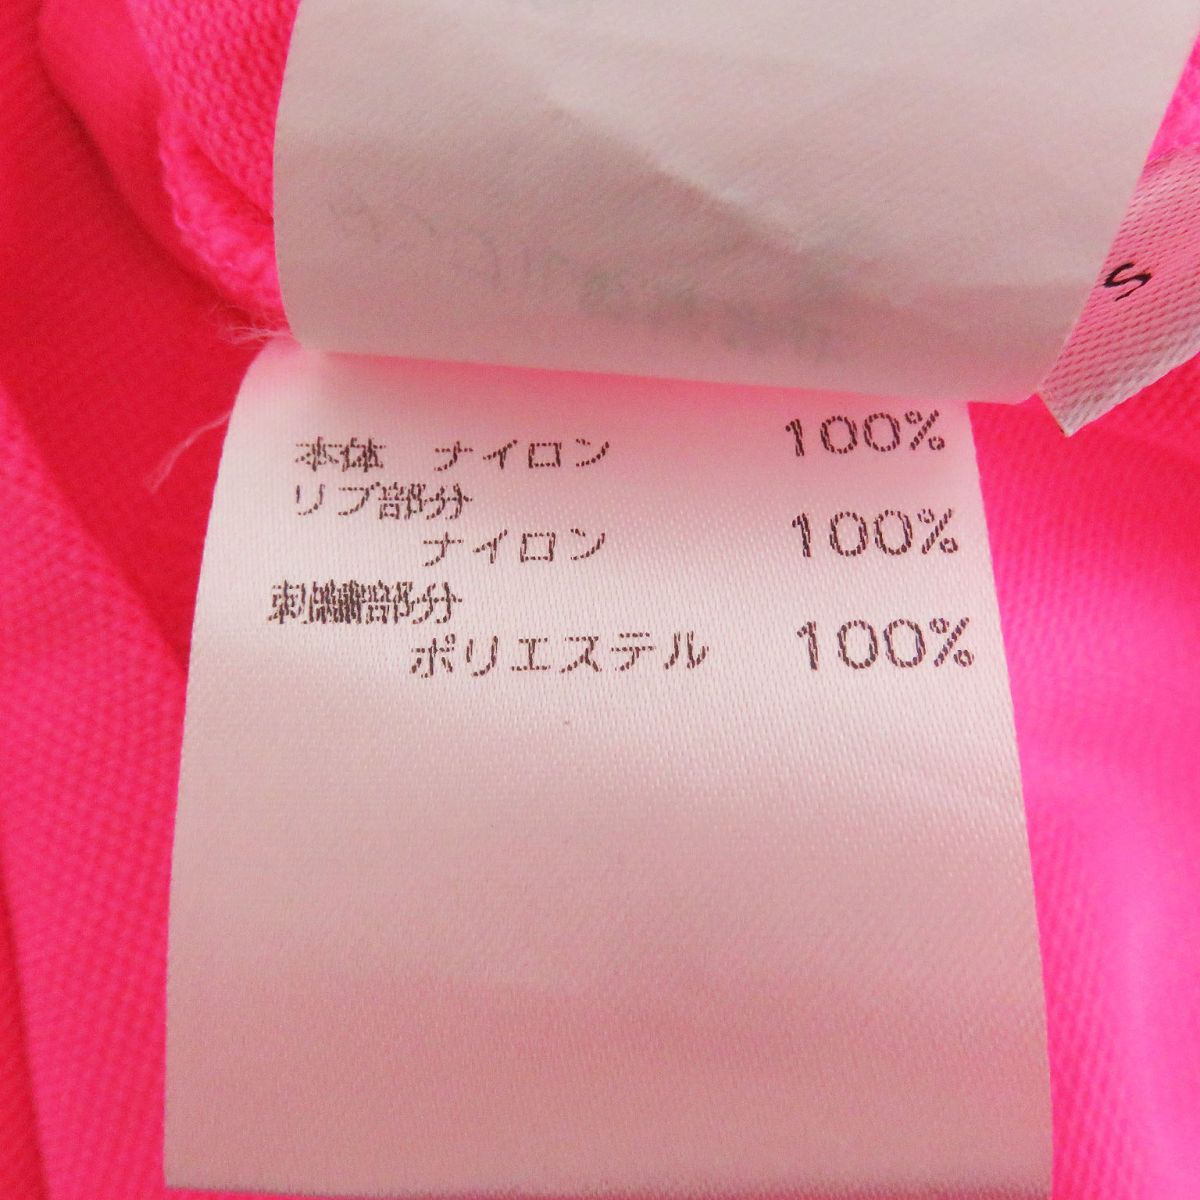 S
本体 ナイロン 100%
リブ部分
ナイロン 100%
刺繍部分
ポリエステル 100%